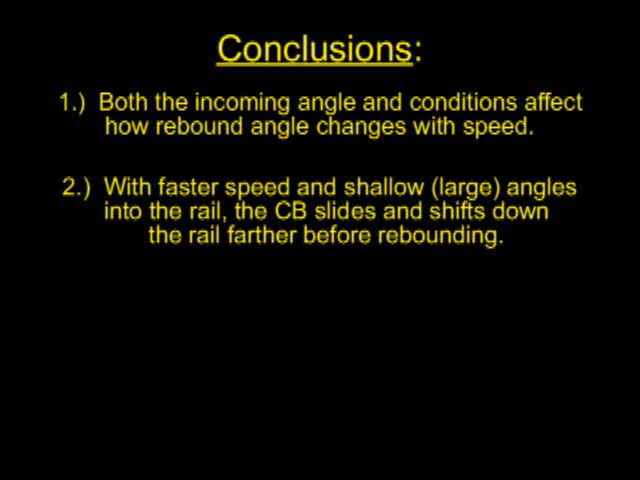 Conclusions:
1.) Both the incoming angle and conditions affect
how rebound angle changes with speed.
2.) With faster speed and shallow (large) angles
into the rail, the CB slides and shifts down
the rail farther before rebounding.